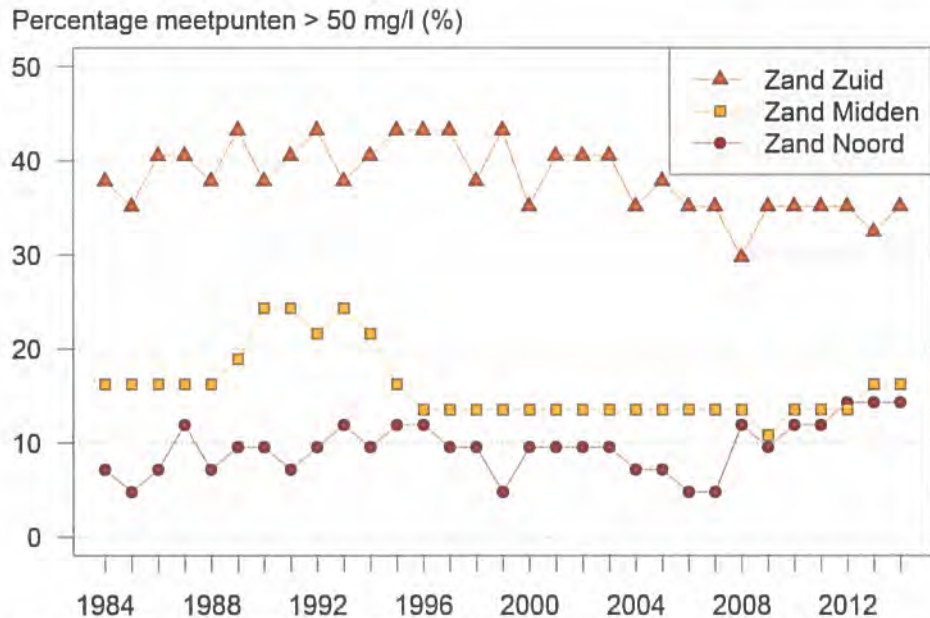 Percentage meetpunten > 50 mg/l (%)
50
40
30
20
10
0
Zand Zuid
Zand Midden
Zand Noord
1984 1988 1992 1996 2000 2004 2008 2012